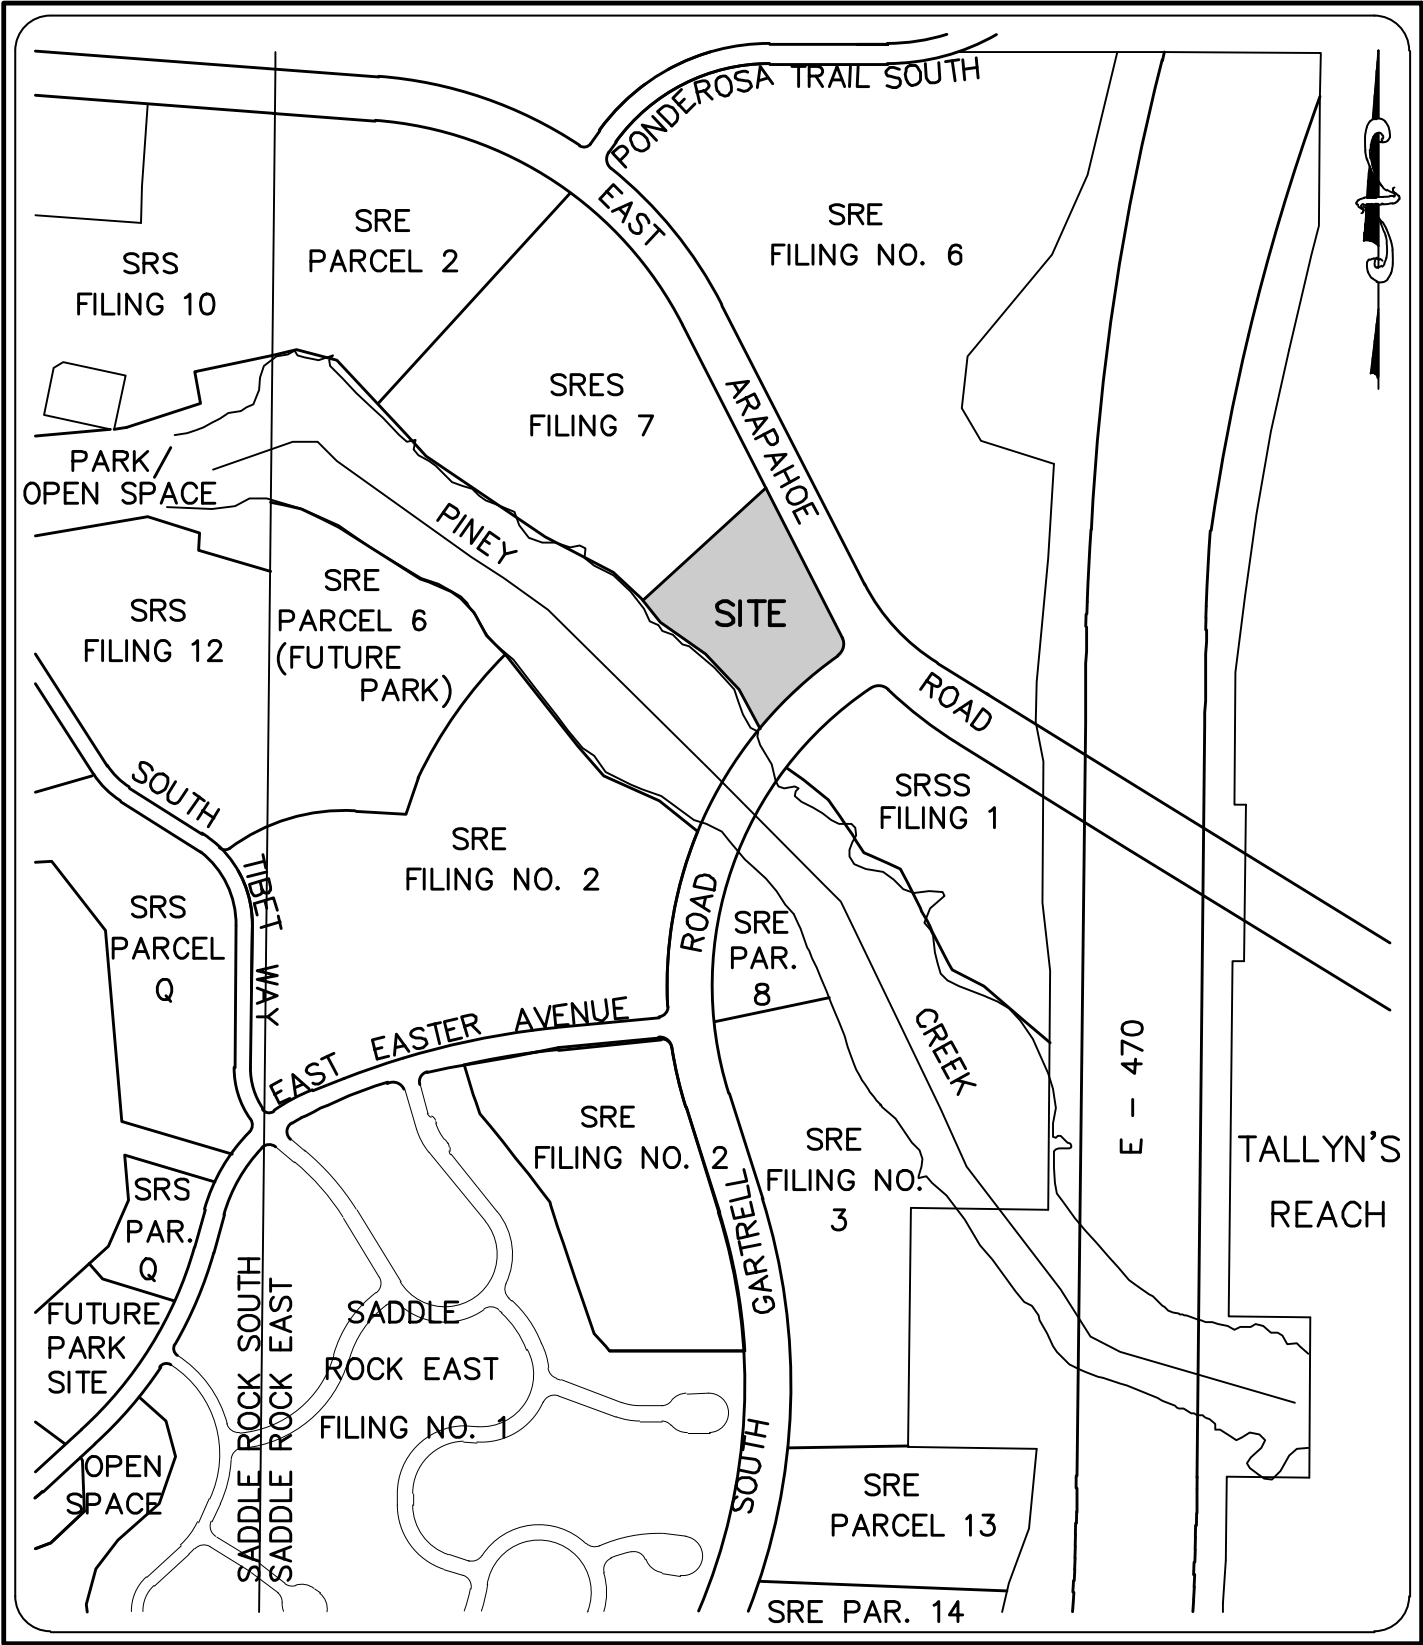 PONDEROSA TRAIL SOUTH
EAST
ARAPAHOE
ROAD
SRE
PARCEL 2
SRE
FILING NO. 6
SRS
FILING 10
SRES
FILING 7
PARK/
OPEN SPACE
PINEY
CREEK
SITE
SRE
PARCEL 6
(FUTURE
PARK)
SRS
FILING 12
SOUTH
TIBET
WAY
SRE
FILING NO. 2
SRSS
FILING 1
SRS
PARCEL
Q
ROAD
SRE
PAR.
8
EAST EASTER AVENUE
E - 470
SRE
FILING NO. 2
SRE
FILING NO.
3
TALLYN'S
REACH
SRS
PAR.
Q
GARTRELL
SOUTH
FUTURE
PARK
SITE
SADDLE ROCK SOUTH
SADDLE ROCK EAST
SADDLE
ROCK EAST
FILING NO. 1
OPEN
SPACE
SRE
PARCEL 13
SRE PAR. 14